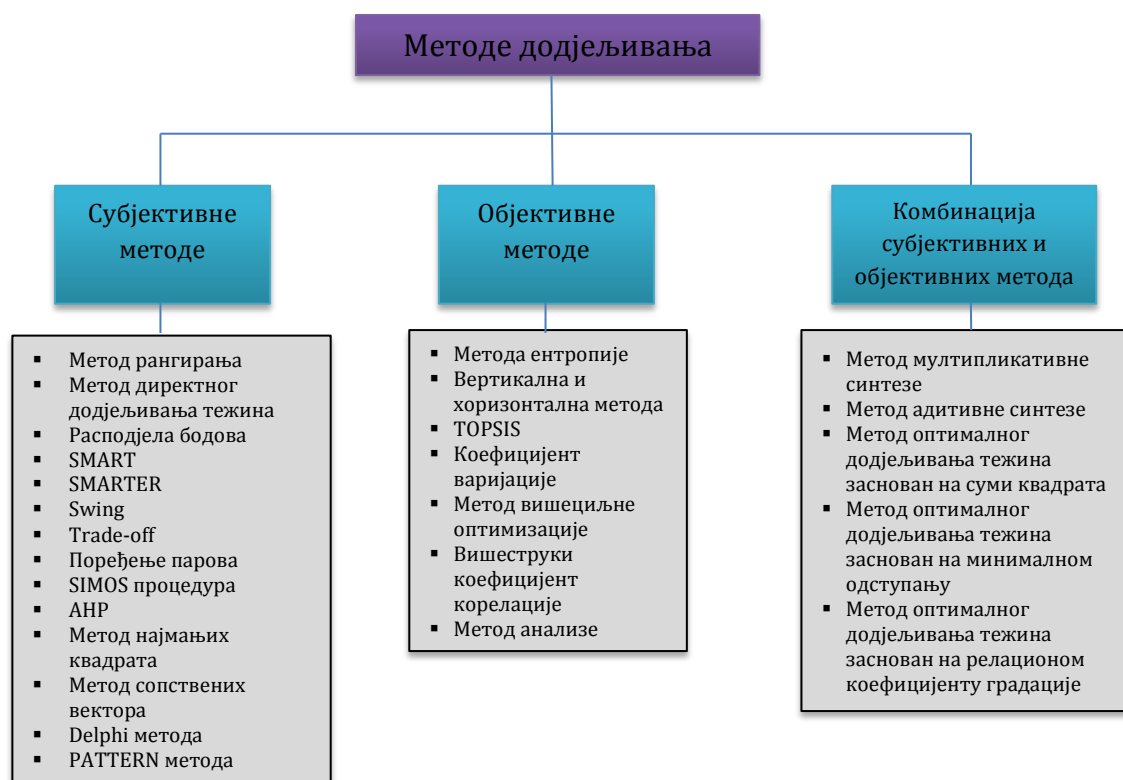 Методе додјељивања
Субјективне
методе
Објективне
методе
Комбинација
субјективних и
објективних метода
▪ Метод рангирања
▪ Метод директног
додјељивања тежина
▪ Расподјела бодова
▪ SMART
▪ SMARTER
▪ Swing
▪ Trade-off
▪ Поређење парова
▪ SIMOS процедура
▪ AHP
▪ Метод најмањих
квадрата
▪ Метод сопствених
вектора
▪ Delphi метода
▪ PATTERN метода
▪ Метода ентропије
▪ Вертикална и
хоризонтална метода
▪ TOPSIS
▪ Коефицијент
варијације
▪ Метод вишециљне
оптимизације
▪ Вишеструки
коефицијент
корелације
▪ Метод анализе
▪ Метод мултипликативне
синтезе
▪ Метод адитивне синтезе
▪ Метод оптималног
додјељивања тежина
заснован на суми квадрата
▪ Метод оптималног
додјељивања тежина
заснован на минималном
одступању
▪ Метод оптималног
додјељивања тежина
заснован на релационом
коефицијенту градације